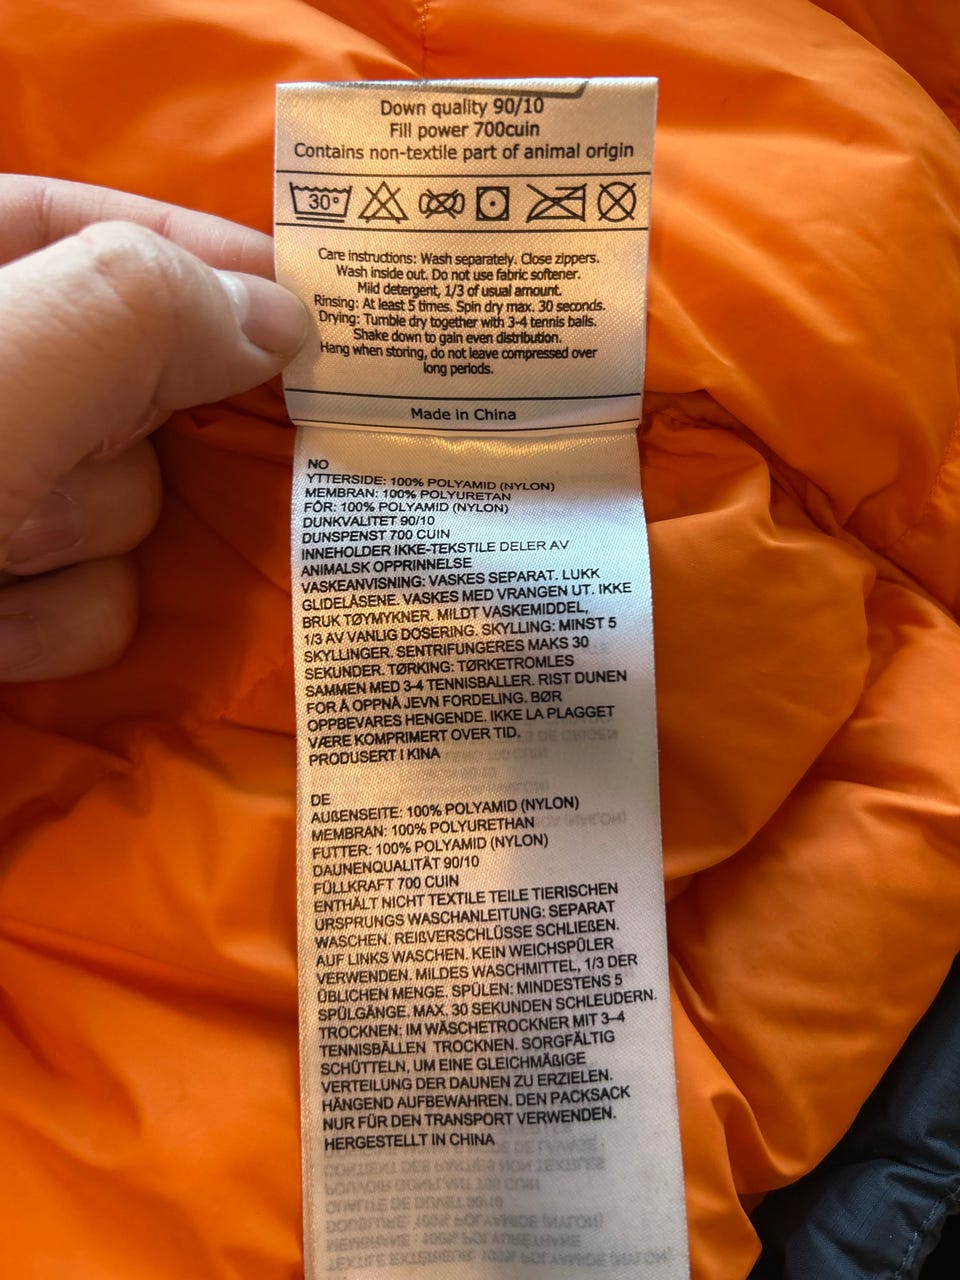 Down quality 90/10
Fill power 700cuin
Contains non-textile part of animal origin
30°
Care instructions: Wash separately. Close zippers.
Wash inside out. Do not use fabric softener.
Mild detergent, 1/3 of usual amount.
Rinsing: At least 5 times. Spin dry max. 30 seconds.
Drying: Tumble dry together with 3-4 tennis balls.
Shake down to gain even distribution.
Hang when storing, do not leave compressed over
long periods.
Made in China
NO
YTTERSIDE: 100% POLYAMID (NYLON)
MEMBRAN: 100% POLYURETAN
FÔR: 100% POLYAMID (NYLON)
DUNKVALITET 90/10
DUNSPENST 700 CUIN
INNEHOLDER IKKE-TEKSTILE DELER AV
ANIMALSK OPPRINNELSE
VASKEANVISNING: VASKES SEPARAT. LUKK
GLIDELÅSENE. VASKES MED VRANGEN UT. IKKE
BRUK TØYMYKNER. MILDT VASKEMIDDEL,
1/3 AV VANLIG DOSERING. SKYLLING: MINST 5
SKYLLINGER. SENTRIFUNGERES MAKS 30
SEKUNDER. TØRKING: TØRKETROMLES
SAMMEN MED 3-4 TENNISBALLER. RIST DUNEN
FOR Å OPPNÅ JEVN FORDELING. BØR
OPPBEVARES HENGENDE. IKKE LA PLAGGET
VÆRE KOMPRIMERT OVER TID.
PRODUSERT I KINA
DE
AUßENSEITE: 100% POLYAMID (NYLON)
MEMBRAN: 100% POLYURETHAN
FUTTER: 100% POLYAMID (NYLON)
DAUNENQUALITÄT 90/10
FÜLLKRAFT 700 CUIN
ENTHÄLT NICHT TEXTILE TEILE TIERISCHEN
URSPRUNGS WASCHANLEITUNG: SEPARAT
WASCHEN. REIßVERSCHLÜSSE SCHLIEßEN.
AUF LINKS WASCHEN. KEIN WEICHSPÜLER
VERWENDEN. MILDES WASCHMITTEL, 1/3 DER
ÜBLICHEN MENGE. SPÜLEN: MINDESTENS 5
SPÜLGÄNGE. MAX. 30 SEKUNDEN SCHLEUDERN.
TROCKNEN: IM WÄSCHETROCKNER MIT 3–4
TENNISBÄLLEN TROCKNEN. SORGFÄLTIG
SCHÜTTELN, UM EINE GLEICHMÄßIGE
VERTEILUNG DER DAUNEN ZU ERZIELEN.
HÄNGEND AUFBEWAHREN. DEN PACKSACK
NUR FÜR DEN TRANSPORT VERWENDEN.
HERGESTELLT IN CHINA